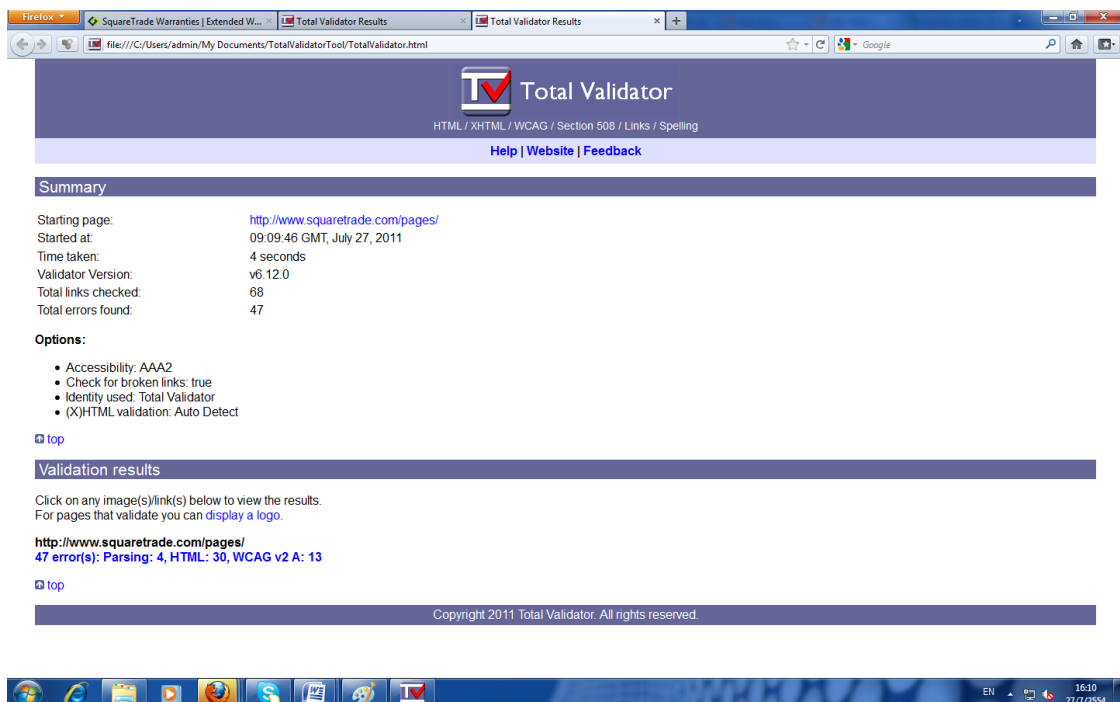 Firefox
SquareTrade Warranties | Extended W...
Total Validator Results
Total Validator Results
file:///C:/Users/admin/My Documents/TotalValidatorTool/TotalValidator.html
Google
TV Total Validator
HTML / XHTML / WCAG / Section 508 / Links / Spelling
Help | Website | Feedback
Summary
Starting page: http://www.squaretrade.com/pages/
Started at: 09:09:46 GMT, July 27, 2011
Time taken: 4 seconds
Validator Version: v6.12.0
Total links checked: 68
Total errors found: 47
Options:
• Accessibility: AAA2
• Check for broken links: true
• Identity used: Total Validator
• (X)HTML validation: Auto Detect
top
Validation results
Click on any image(s)/link(s) below to view the results.
For pages that validate you can display a logo.
http://www.squaretrade.com/pages/
47 error(s): Parsing: 4, HTML: 30, WCAG v2 A: 13
top
Copyright 2011 Total Validator. All rights reserved.
EN
16:10
27/7/2554